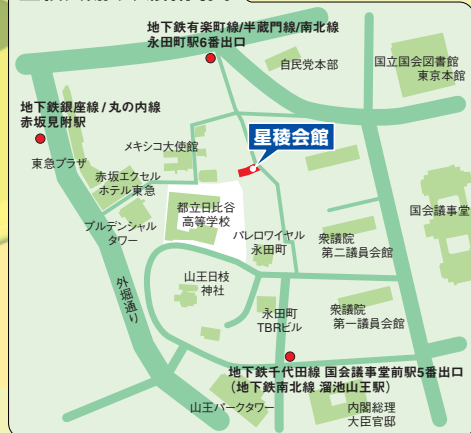 地下鉄有楽町線/半蔵門線/南北線
永田町駅6番出口
自民党本部
国立国会図書館
東京本館
地下鉄銀座線/丸の内線
赤坂見附駅
星稜会館
メキシコ大使館
東急プラザ
赤坂エクセル
ホテル東急
都立日比谷
高等学校
国会議事堂
プルデンシャル
タワー
パレロワイヤル
永田町
衆議院
第二議員会館
外堀通り
山王日枝
神社
永田町
TBRビル
衆議院
第一議員会館
地下鉄千代田線 国会議事堂前駅5番出口
(地下鉄南北線 溜池山王駅)
山王パークタワー
内閣総理
大臣官邸